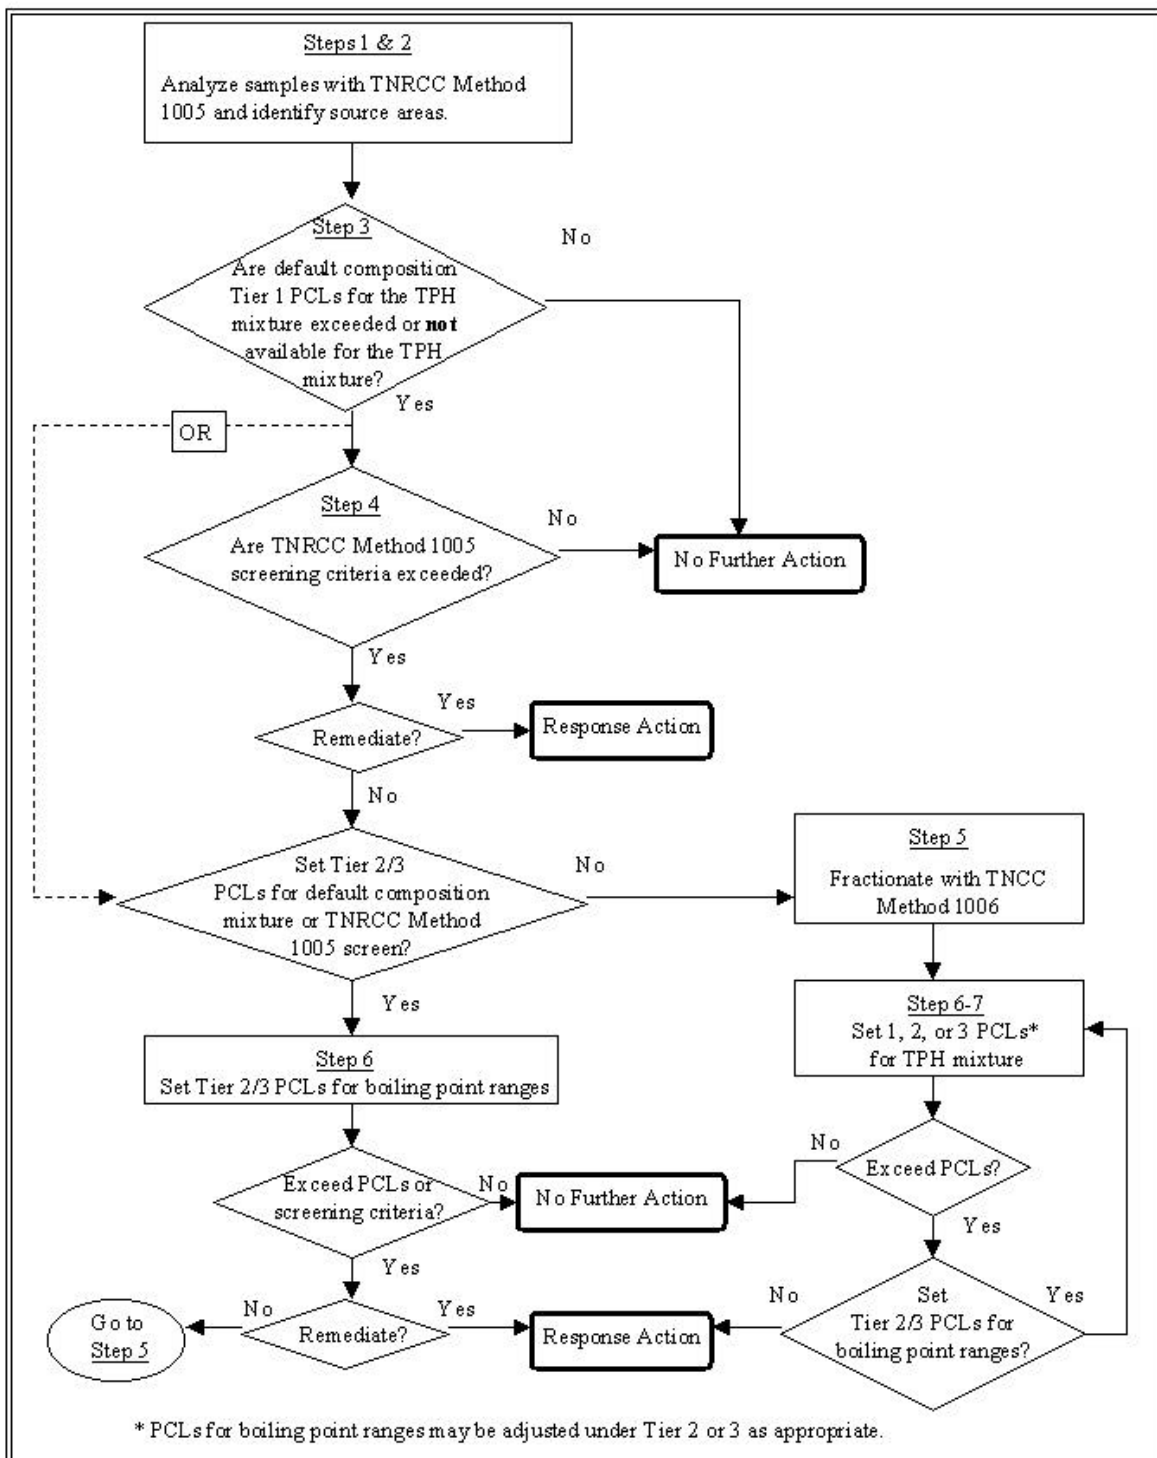 Steps 1 & 2
Analyze samples with TNRCC Method
1005 and identify source areas.
Step 3
No
Are default composition
Tier 1 PCLs for the TPH
mixture exceeded or not
available for the TPH
mixture?
Yes
OR
Step 4
No
Are TNRCC Method 1005
screening criteria exceeded?
No Further Action
Yes
Yes
Remediate?
Response Action
No
Set Tier 2/3
PCLs for default composition
mixture or TNRCC Method
1005 screen?
No
Step 5
Fractionate with TNCC
Method 1006
Yes
Step 6-7
Set 1, 2, or 3 PCLs*
for TPH mixture
Step 6
Set Tier 2/3 PCLs for boiling point ranges
No
Exceed PCLs?
Exceed PCLs or
screening criteria?
No
No Further Action
Yes
Yes
No
Set
Tier 2/3 PCLs for
boiling point ranges?
Yes
Go to
Step 5
No
Remediate?
Yes
Response Action
* PCLs for boiling point ranges may be adjusted under Tier 2 or 3 as appropriate.